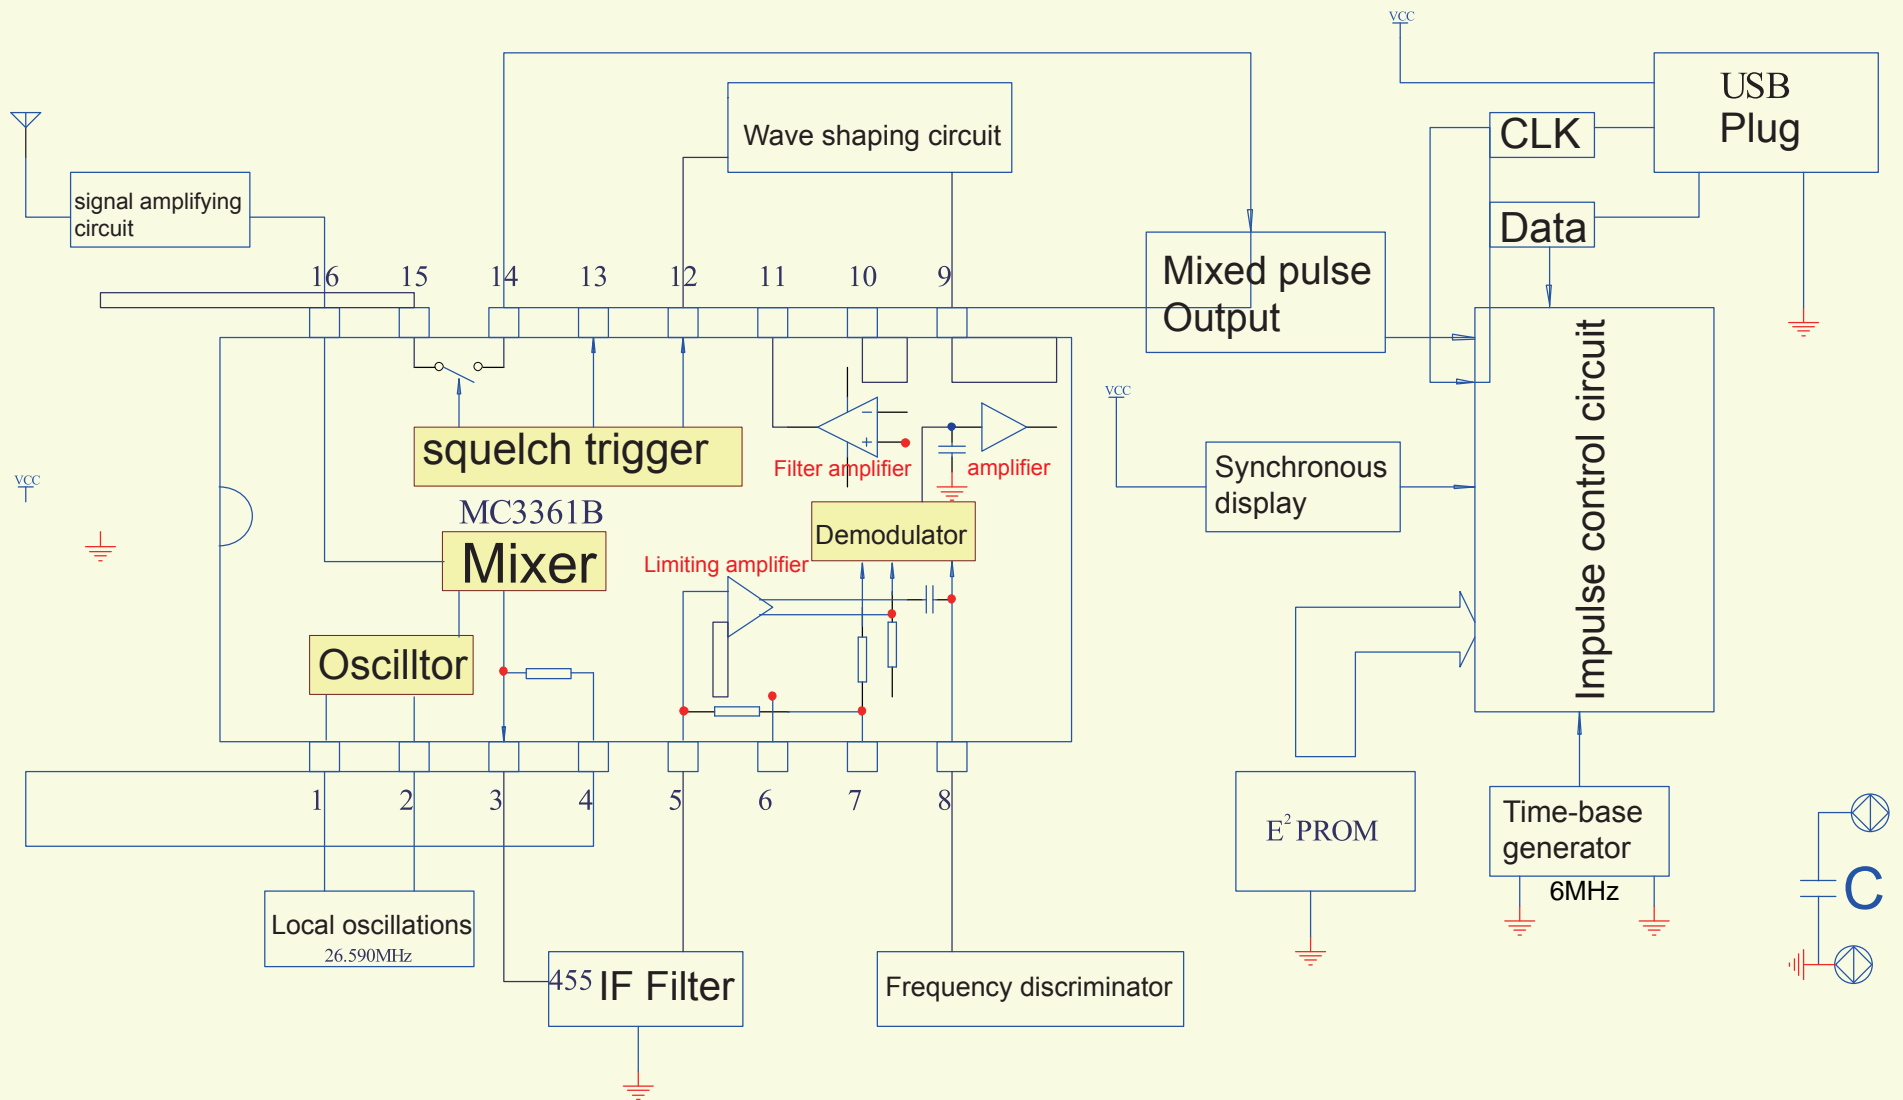 VCC
USB
Plug
CLK
Data
Wave shaping circuit
signal amplifying
circuit
16
15
14
13
12
11
10
9
Mixed pulse
Output
squelch trigger
Filter amplifier
amplifier
VCC
Synchronous
display
Impulse control circuit
VCC
MC3361B
Mixer
Demodulator
Limiting amplifier
Oscilltor
1
2
3
4
5
6
7
8
E² PROM
Time-base
generator
6MHz
C
Local oscillations
26.590MHz
455 IF Filter
Frequency discriminator